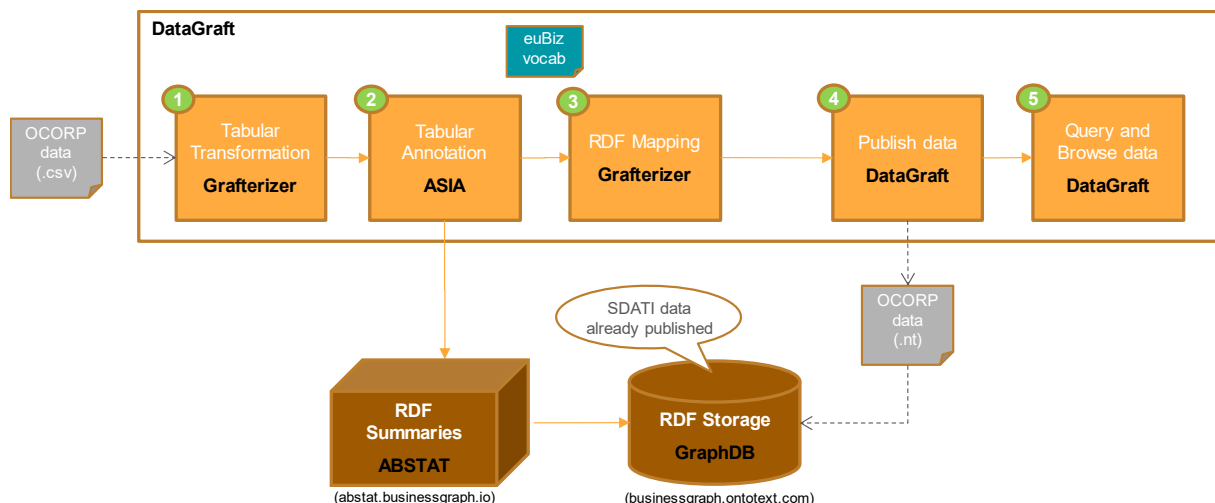 DataGraft
euBiz
vocab
1
2
3
4
5
OCORP
data
(.csv)
Tabular
Transformation
Grafterizer
Tabular
Annotation
ASIA
RDF Mapping
Grafterizer
Publish data
DataGraft
Query and
Browse data
DataGraft
SDATI data
already published
OCORP
data
(.nt)
RDF
Summaries
ABSTAT
(abstat.businessgraph.io)
RDF Storage
GraphDB
(businessgraph.ontotext.com)